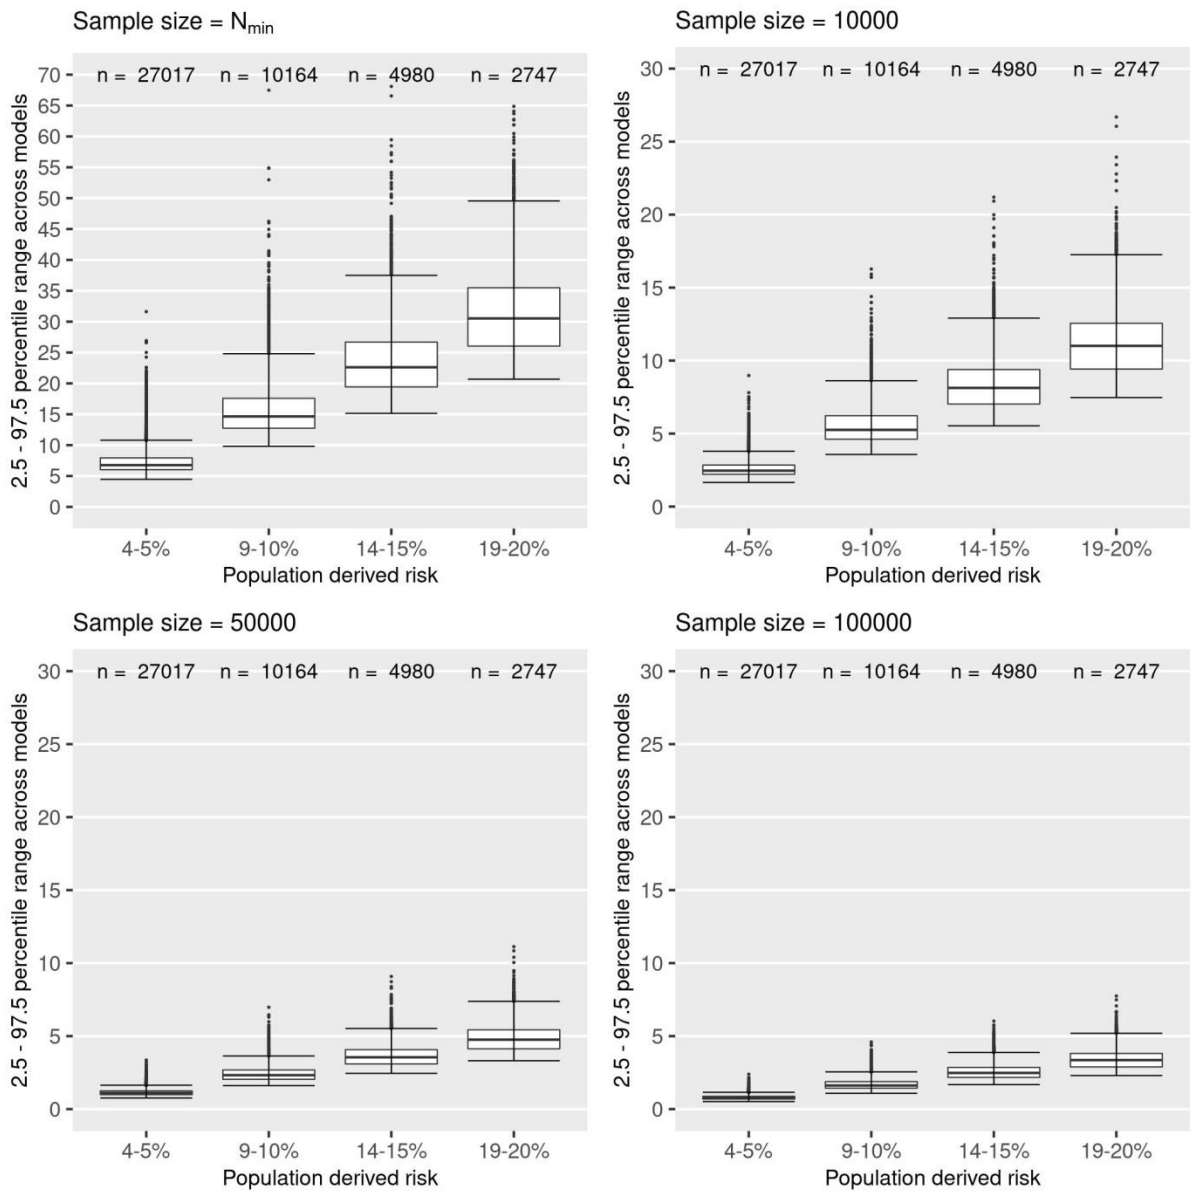 Sample size = Nmin
2.5 - 97.5 percentile range across models
70
65
60
55
50
45
40
35
30
25
20
15
10
5
0
n = 27017 n = 10164 n = 4980 n = 2747
4-5% 9-10% 14-15% 19-20%
Population derived risk
Sample size = 10000
2.5 - 97.5 percentile range across models
30
25
20
15
10
5
0
n = 27017 n = 10164 n = 4980 n = 2747
4-5% 9-10% 14-15% 19-20%
Population derived risk
Sample size = 50000
2.5 - 97.5 percentile range across models
30
25
20
15
10
5
0
n = 27017 n = 10164 n = 4980 n = 2747
4-5% 9-10% 14-15% 19-20%
Population derived risk
Sample size = 100000
2.5 - 97.5 percentile range across models
30
25
20
15
10
5
0
n = 27017 n = 10164 n = 4980 n = 2747
4-5% 9-10% 14-15% 19-20%
Population derived risk